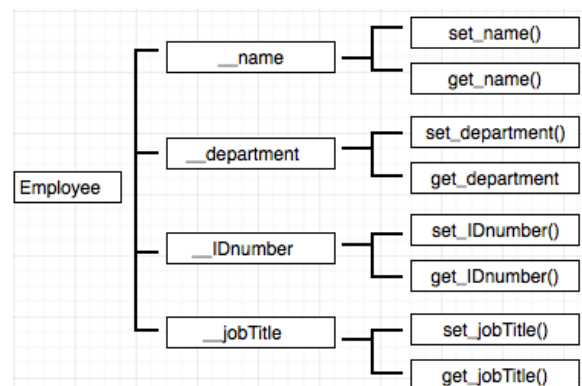 Employee
__name
set_name()
get_name()
__department
set_department()
get_department
__IDnumber
set_IDnumber()
get_IDnumber()
__jobTitle
set_jobTitle()
get_jobTitle()